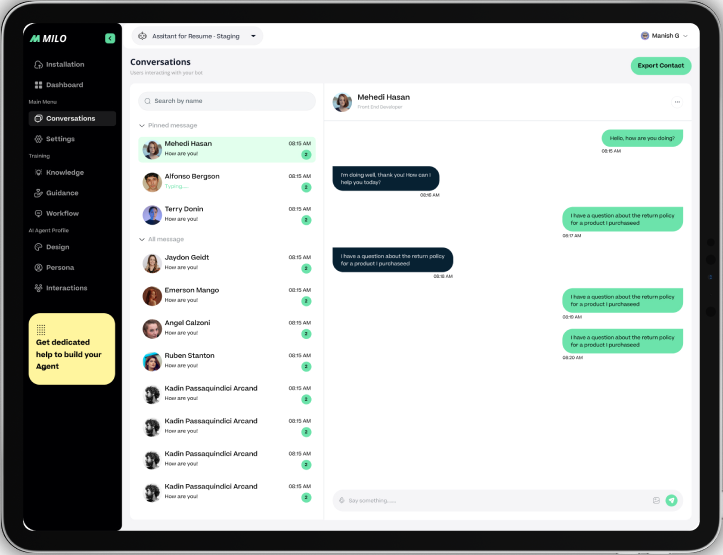 MILO
Assitant for Resume - Staging
Manish G
Installation
Dashboard
Main Menu
Conversations
Settings
Training
Knowledge
Guidance
Workflow
AI Agent Profile
Design
Persona
Interactions
Get dedicated
help to build your
Agent
Conversations
Users interacting with your bot
Export Contact
Search by name
Pinned message
Mehedi Hasan 08:15 AM
How are you! 2
Alfonso Bergson 08:15 AM
Typing..... 2
Terry Donin 08:15 AM
How are you! 2
All message
Jaydon Geidt 08:15 AM
How are you! 2
Emerson Mango 08:15 AM
How are you! 2
Angel Calzoni 08:15 AM
How are you! 2
Ruben Stanton 08:15 AM
How are you! 2
Kadin Passaquindici Arcand 08:15 AM
How are you! 2
Kadin Passaquindici Arcand 08:15 AM
How are you! 2
Kadin Passaquindici Arcand 08:15 AM
How are you! 2
Kadin Passaquindici Arcand 08:15 AM
How are you! 2
Mehedi Hasan
Front End Developer
Hello, how are you doing?
08:15 AM
I'm doing well, thank you! How can I
help you today?
08:16 AM
I have a question about the return policy
for a product I purchaseed
08:17 AM
I have a question about the return policy
for a product I purchaseed
08:18 AM
I have a question about the return policy
for a product I purchaseed
08:19 AM
I have a question about the return policy
for a product I purchaseed
08:20 AM
Say something.......